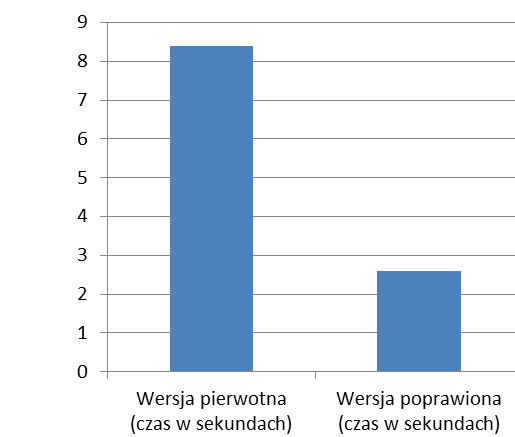 9
8
7
6
5
4
3
2
1
0
Wersja pierwotna
(czas w sekundach)
Wersja poprawiona
(czas w sekundach)